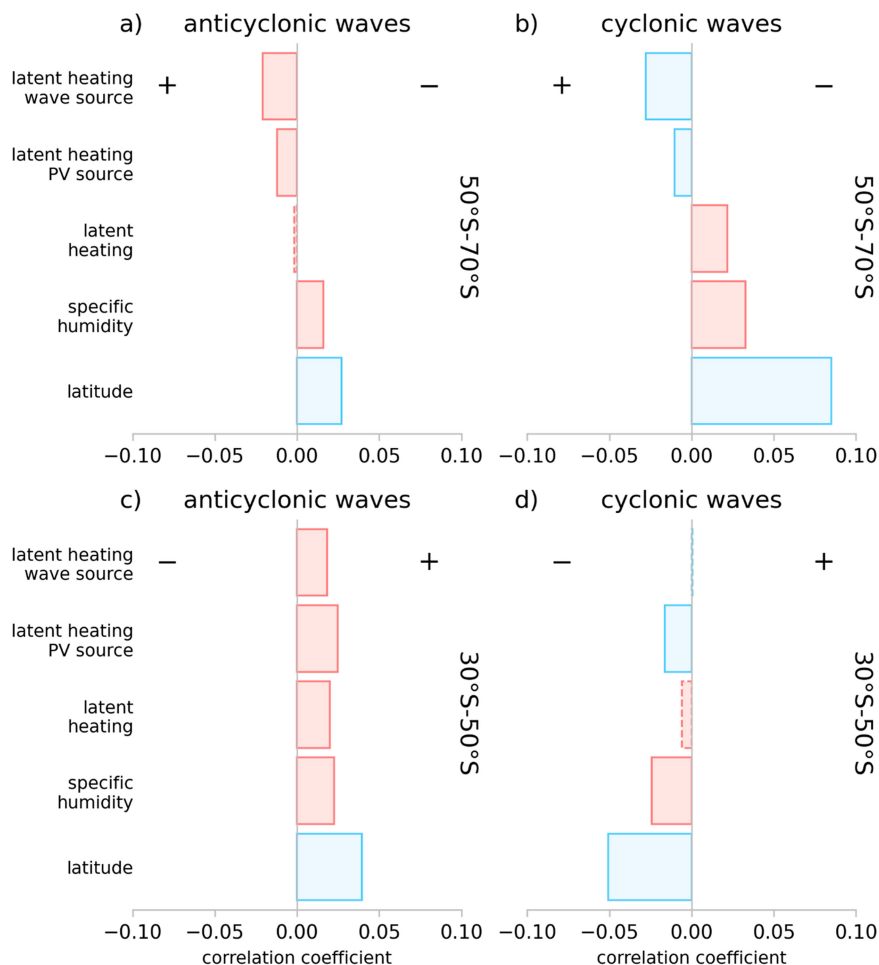 a) anticyclonic waves
b) cyclonic waves
latent heating
wave source
+ −
+ −
latent heating
PV source
50°S-70°S
50°S-70°S
latent
heating
specific
humidity
latitude
−0.10 −0.05 0.00 0.05 0.10
−0.10 −0.05 0.00 0.05 0.10
c) anticyclonic waves
d) cyclonic waves
latent heating
wave source
− +
− +
latent heating
PV source
30°S-50°S
30°S-50°S
latent
heating
specific
humidity
latitude
−0.10 −0.05 0.00 0.05 0.10
−0.10 −0.05 0.00 0.05 0.10
correlation coefficient
correlation coefficient